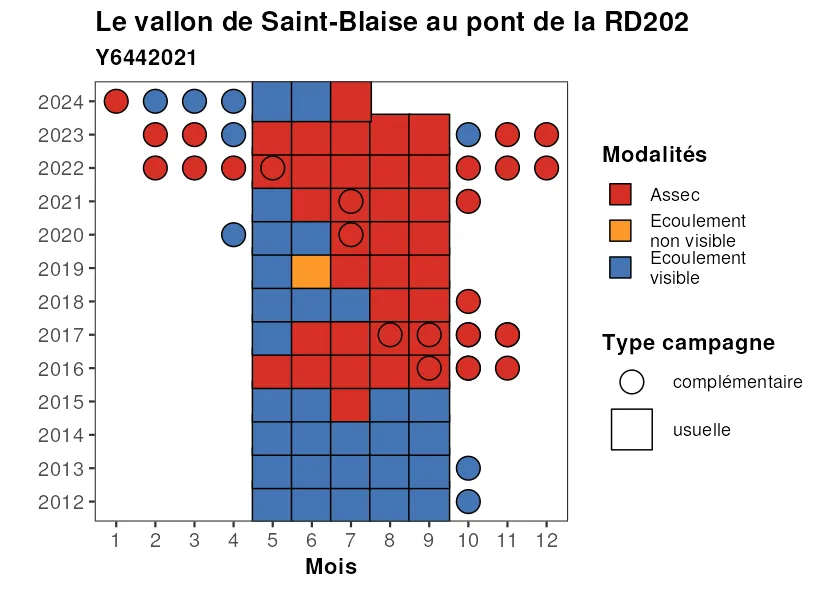 Le vallon de Saint-Blaise au pont de la RD202
Y6442021
2024
2023
2022
2021
2020
2019
2018
2017
2016
2015
2014
2013
2012
1 2 3 4 5 6 7 8 9 10 11 12
Mois
Modalités
Assec
Ecoulement
non visible
Ecoulement
visible
Type campagne
complémentaire
usuelle